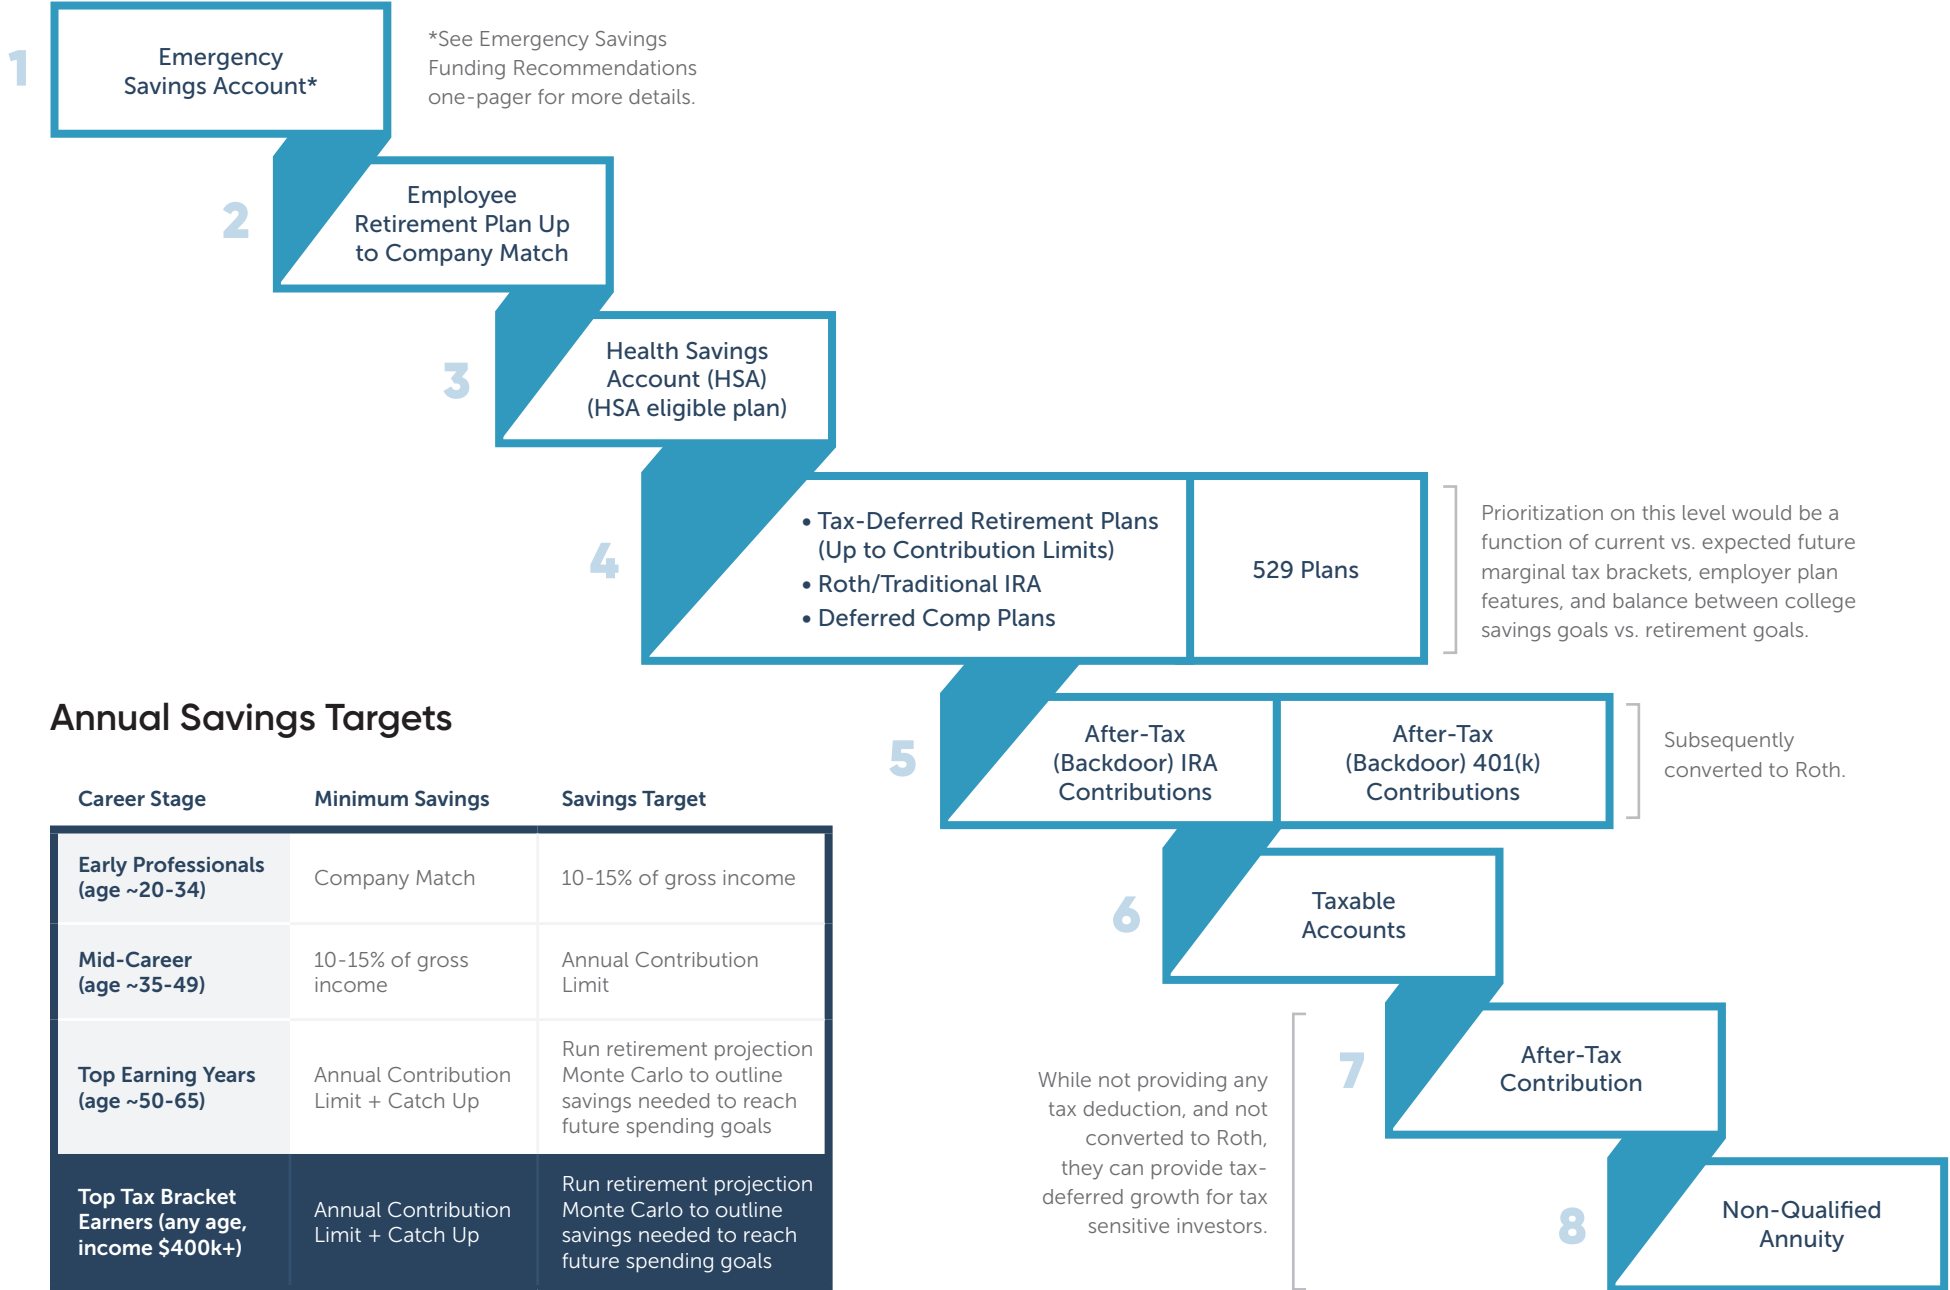 1
Emergency
Savings Account*
*See Emergency Savings
Funding Recommendations
one-pager for more details.
2
Employee
Retirement Plan Up
to Company Match
3
Health Savings
Account (HSA)
(HSA eligible plan)
4
• Tax-Deferred Retirement Plans
(Up to Contribution Limits)
• Roth/Traditional IRA
• Deferred Comp Plans
529 Plans
Prioritization on this level would be a
function of current vs. expected future
marginal tax brackets, employer plan
features, and balance between college
savings goals vs. retirement goals.
5
After-Tax
(Backdoor) IRA
Contributions
After-Tax
(Backdoor) 401(k)
Contributions
Subsequently
converted to Roth.
6
Taxable
Accounts
7
After-Tax
Contribution
While not providing any
tax deduction, and not
converted to Roth,
they can provide tax-
deferred growth for tax
sensitive investors.
8
Non-Qualified
Annuity
Annual Savings Targets
Career Stage
Minimum Savings
Savings Target
Early Professionals
(age ~20-34)
Company Match
10-15% of gross income
Mid-Career
(age ~35-49)
10-15% of gross
income
Annual Contribution
Limit
Top Earning Years
(age ~50-65)
Annual Contribution
Limit + Catch Up
Run retirement projection
Monte Carlo to outline
savings needed to reach
future spending goals
Top Tax Bracket
Earners (any age,
income $400k+)
Annual Contribution
Limit + Catch Up
Run retirement projection
Monte Carlo to outline
savings needed to reach
future spending goals